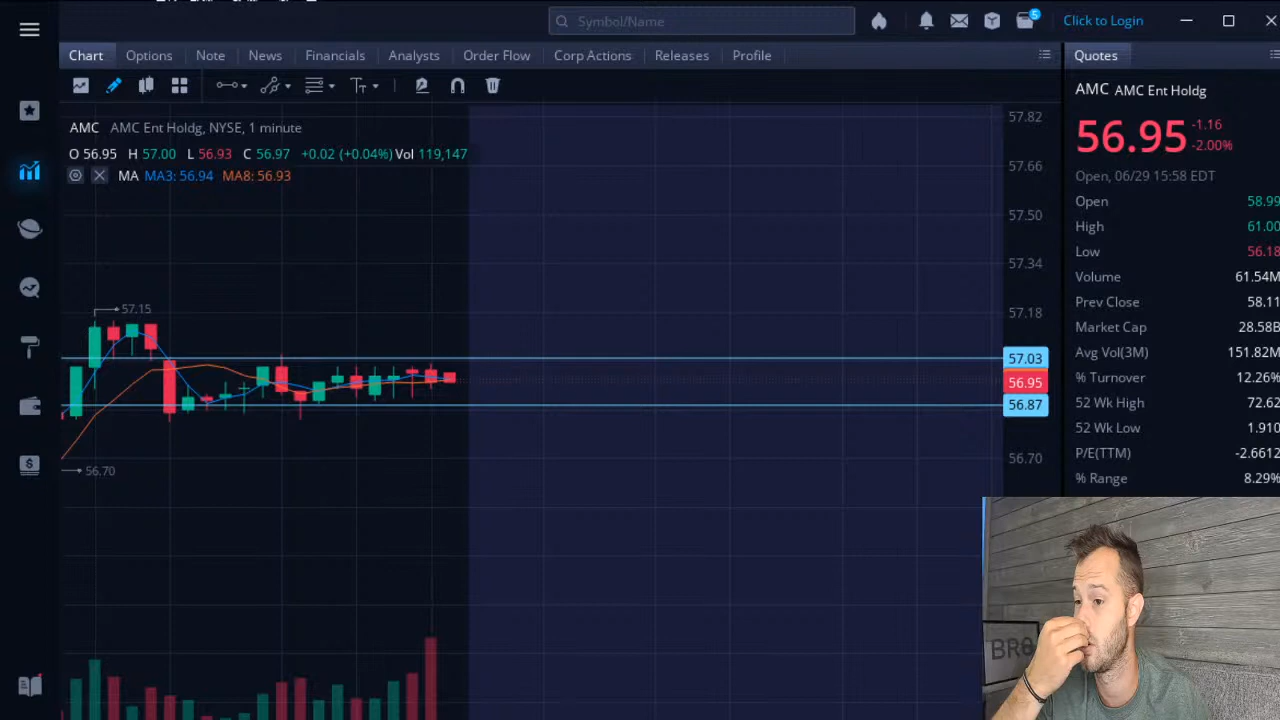 Symbol/Name
5
Click to Login
Chart Options Note News Financials Analysts Order Flow Corp Actions Releases Profile
Quotes
AMC AMC Ent Holdg, NYSE, 1 minute
O 56.95 H 57.00 L 56.93 C 56.97 +0.02 (+0.04%) Vol 119,147
MA MA3: 56.94 MA8: 56.93
57.15
56.70
57.82
57.66
57.50
57.34
57.18
57.03
56.95
56.87
56.70
AMC AMC Ent Holdg
56.95 -1.16
-2.00%
Open, 06/29 15:58 EDT
Open 58.99
High 61.00
Low 56.18
Volume 61.54M
Prev Close 58.11
Market Cap 28.58B
Avg Vol(3M) 151.82M
% Turnover 12.26%
52 Wk High 72.62
52 Wk Low 1.910
P/E(TTM) -2.6612
% Range 8.29%
BRO